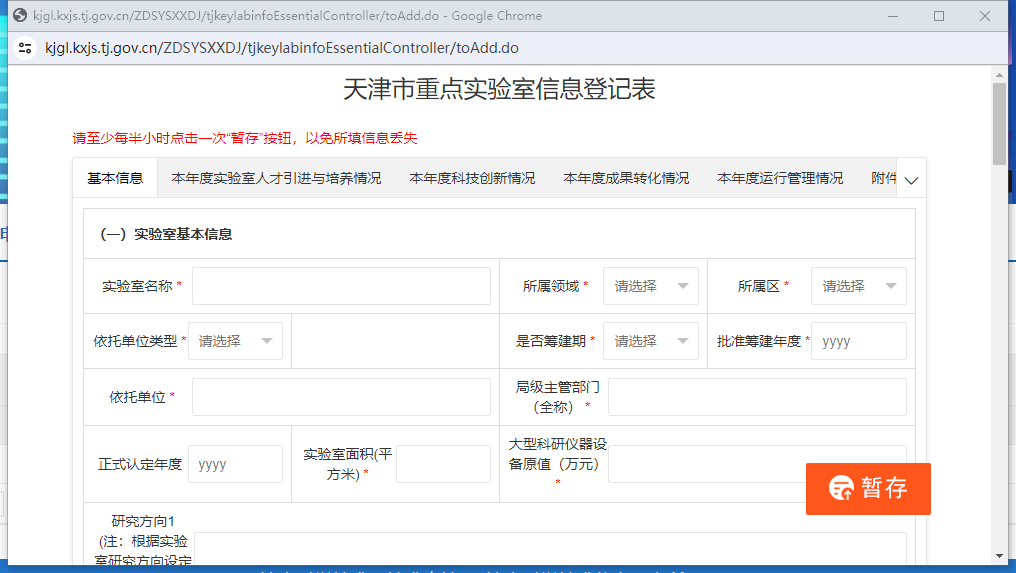 kjgl.kxjs.tj.gov.cn/ZDSYSXXDJ/tjkeylabinfoEssentialController/toAdd.do - Google Chrome
kjgl.kxjs.tj.gov.cn/ZDSYSXXDJ/tjkeylabinfoEssentialController/toAdd.do
天津市重点实验室信息登记表
请至少每半小时点击一次“暂存”按钮，以免所填信息丢失
基本信息 本年度实验室人才引进与培养情况 本年度科技创新情况 本年度成果转化情况 本年度运行管理情况 附件
（一）实验室基本信息
实验室名称 * 所属领域 * 请选择 所属区 * 请选择
依托单位类型 * 请选择 是否筹建期 * 请选择 批准筹建年度 * yyyy
依托单位 * 局级主管部门
（全称） *
正式认定年度 yyyy 实验室面积(平
方米) * 大型科研仪器设
备原值（万元）
*
暂存
研究方向1
(注：根据实验
室研究方向设定